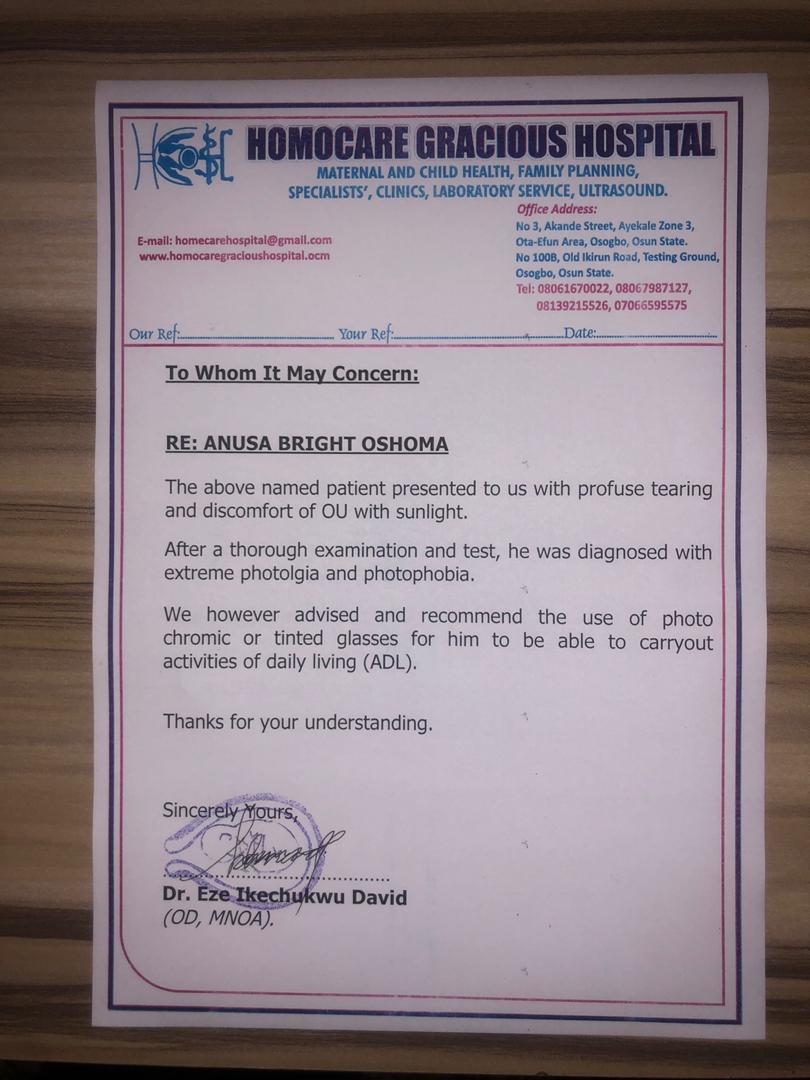 HOMOCARE GRACIOUS HOSPITAL
MATERNAL AND CHILD HEALTH, FAMILY PLANNING,
SPECIALISTS', CLINICS, LABORATORY SERVICE, ULTRASOUND.
Office Address:
No 3, Akande Street, Ayekale Zone 3,
Ota-Efun Area, Osogbo, Osun State.
No 100B, Old Ikirun Road, Testing Ground,
Osogbo, Osun State.
Tel: 08061670022, 08067987127,
08139215526, 07066595575
E-mail: homecarehospital@gmail.com
www.homocaregracioushospital.ocm
Our Ref:
Your Ref:
Date:
To Whom It May Concern:
RE: ANUSA BRIGHT OSHOMA
The above named patient presented to us with profuse tearing
and discomfort of OU with sunlight.
After a thorough examination and test, he was diagnosed with
extreme photolgia and photophobia.
We however advised and recommend the use of photo
chromic or tinted glasses for him to be able to carryout
activities of daily living (ADL).
Thanks for your understanding.
Sincerely Yours,
Dr. Eze Ikechukwu David
(OD, MNOA).